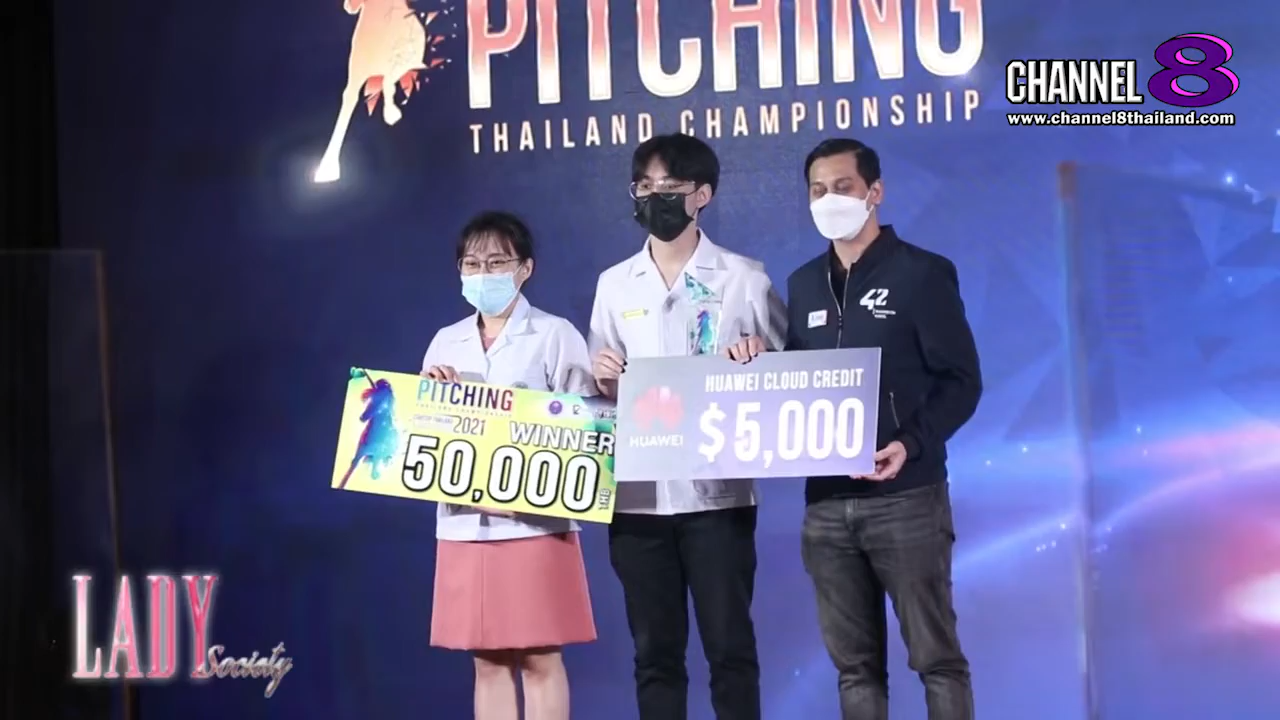 PITCHING
THAILAND CHAMPIONSHIP
CHANNEL 8
www.channel8thailand.com
42
PITCHING
2021
WINNER
50,000
THB
HUAWEI CLOUD CREDIT
HUAWEI
$5,000
LADY
Society